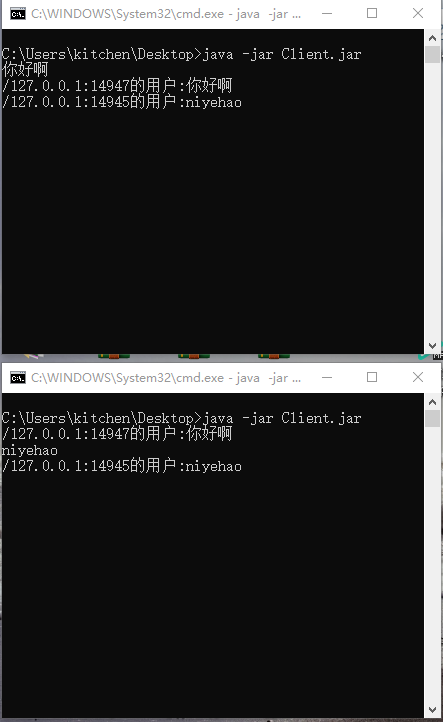 C:\WINDOWS\System32\cmd.exe - java -jar ...
C:\Users\kitchen\Desktop>java -jar Client.jar
你好啊
/127.0.0.1:14947的用户:你好啊
/127.0.0.1:14945的用户:niyehao
C:\WINDOWS\System32\cmd.exe - java -jar ...
C:\Users\kitchen\Desktop>java -jar Client.jar
/127.0.0.1:14947的用户:你好啊
niyehao
/127.0.0.1:14945的用户:niyehao